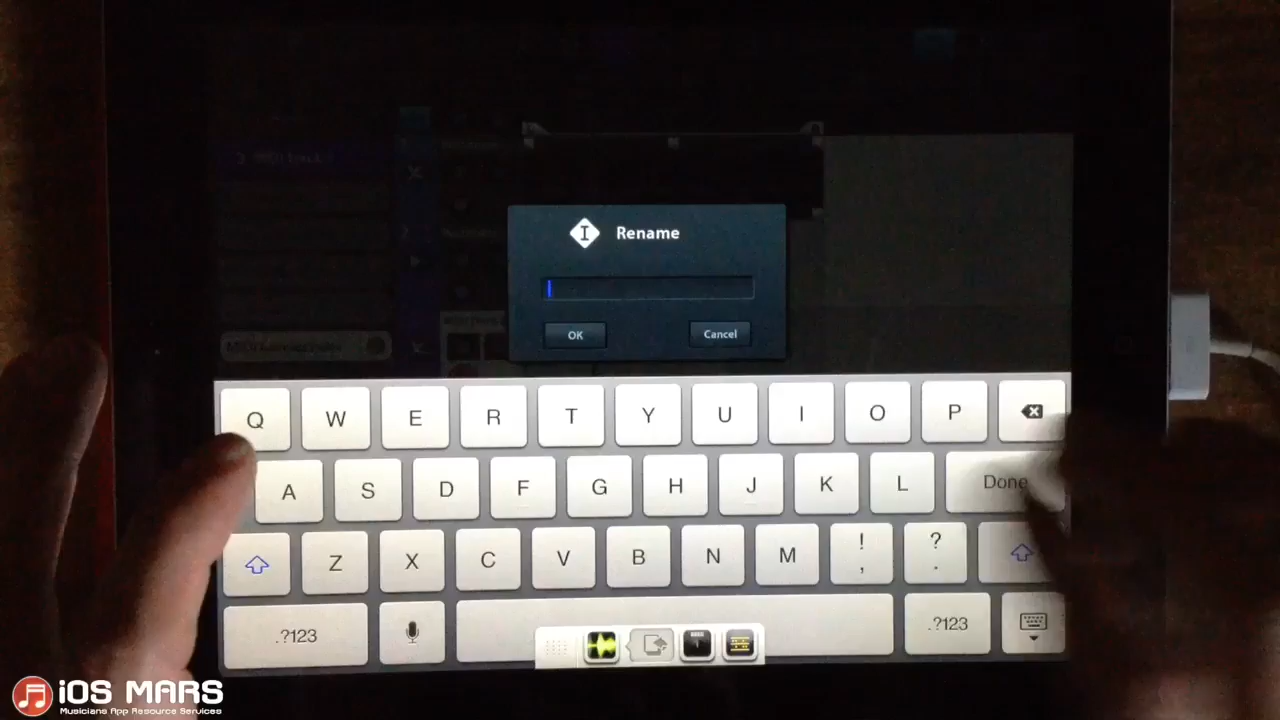 I
Rename
OK
Cancel
Q W E R T Y U I O P
A S D F G H J K L Done
Z X C V B N M ! , ? .
.?123 .?123
iOS MARS
Musicians App Resource Services